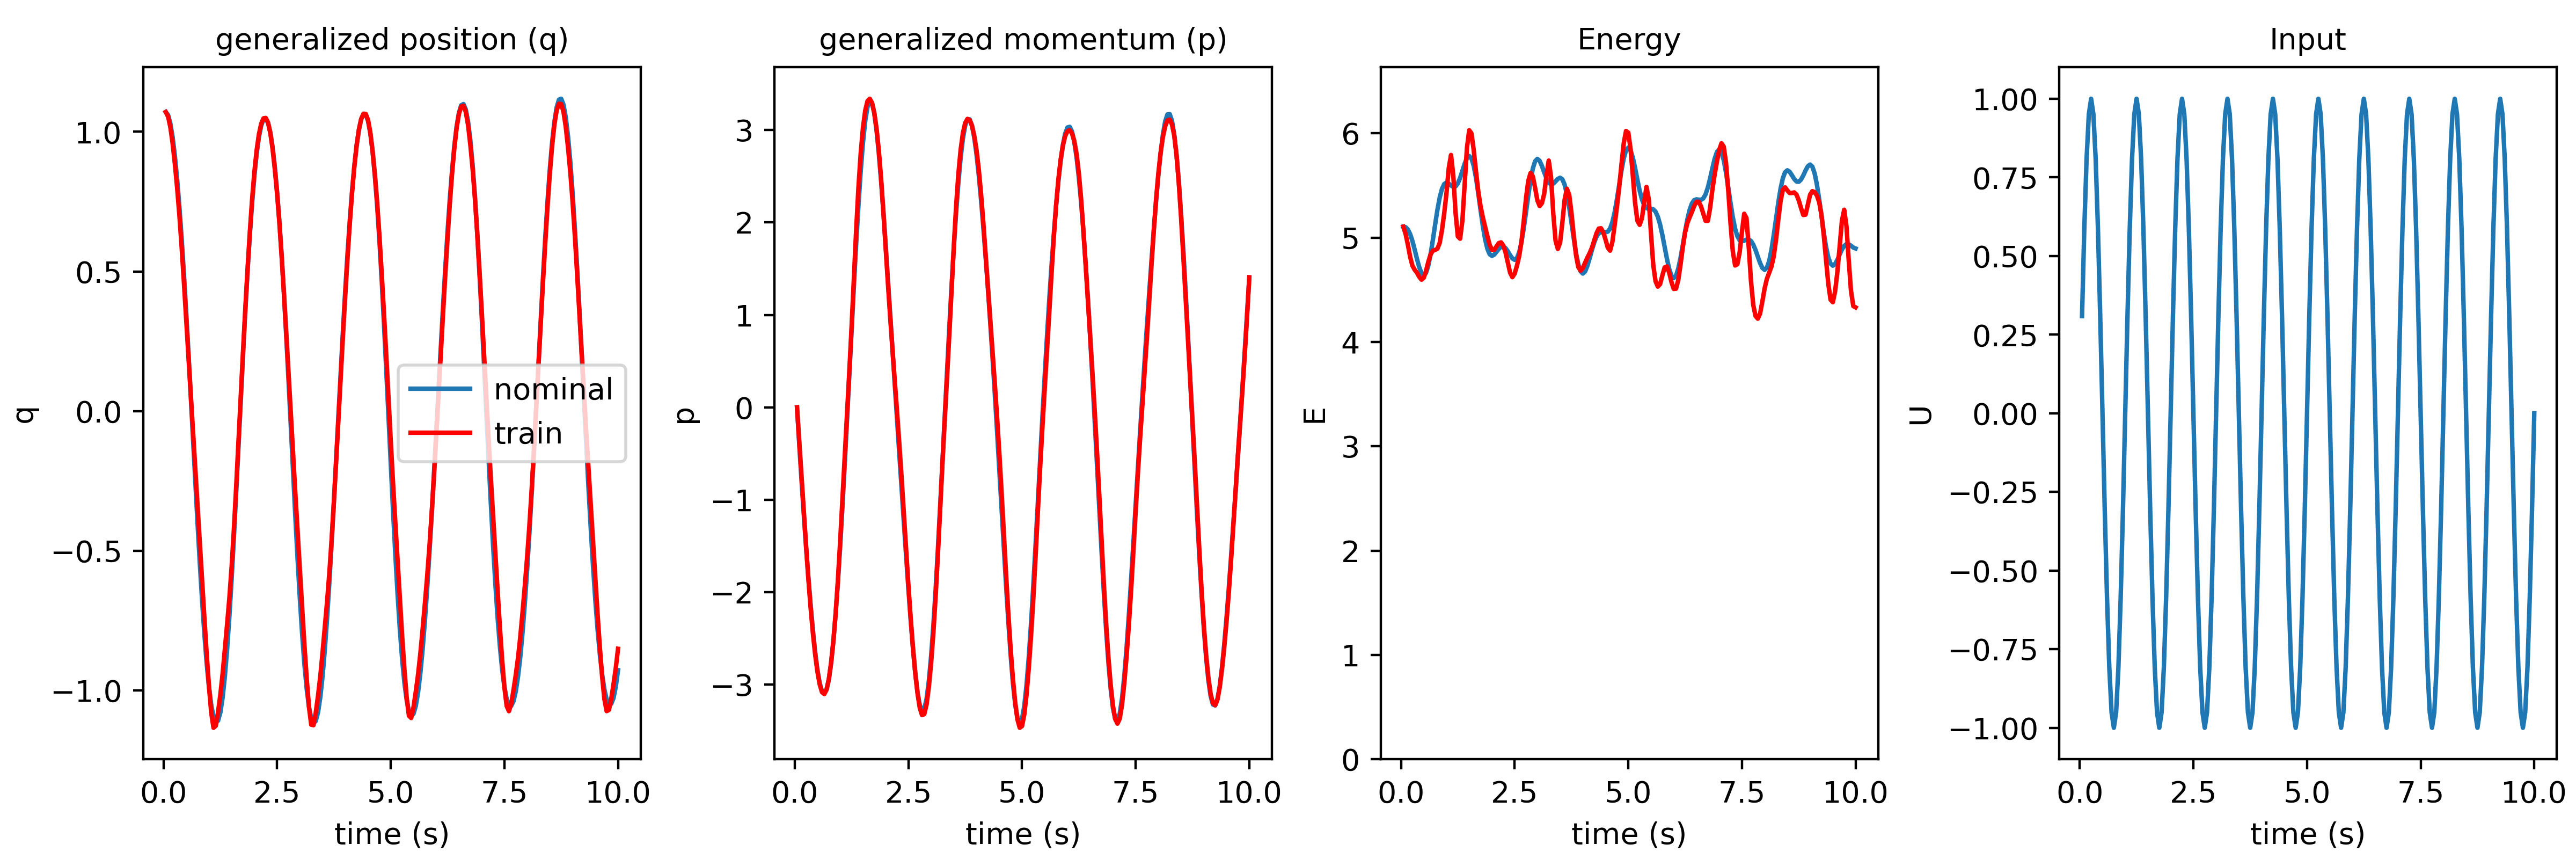 generalized position (q)
q
1.0
0.5
0.0
−0.5
−1.0
nominal
train
0.0 2.5 5.0 7.5 10.0
time (s)
generalized momentum (p)
p
3
2
1
0
−1
−2
−3
0.0 2.5 5.0 7.5 10.0
time (s)
Energy
E
6
5
4
3
2
1
0
0.0 2.5 5.0 7.5 10.0
time (s)
Input
U
1.00
0.75
0.50
0.25
0.00
−0.25
−0.50
−0.75
−1.00
0.0 2.5 5.0 7.5 10.0
time (s)